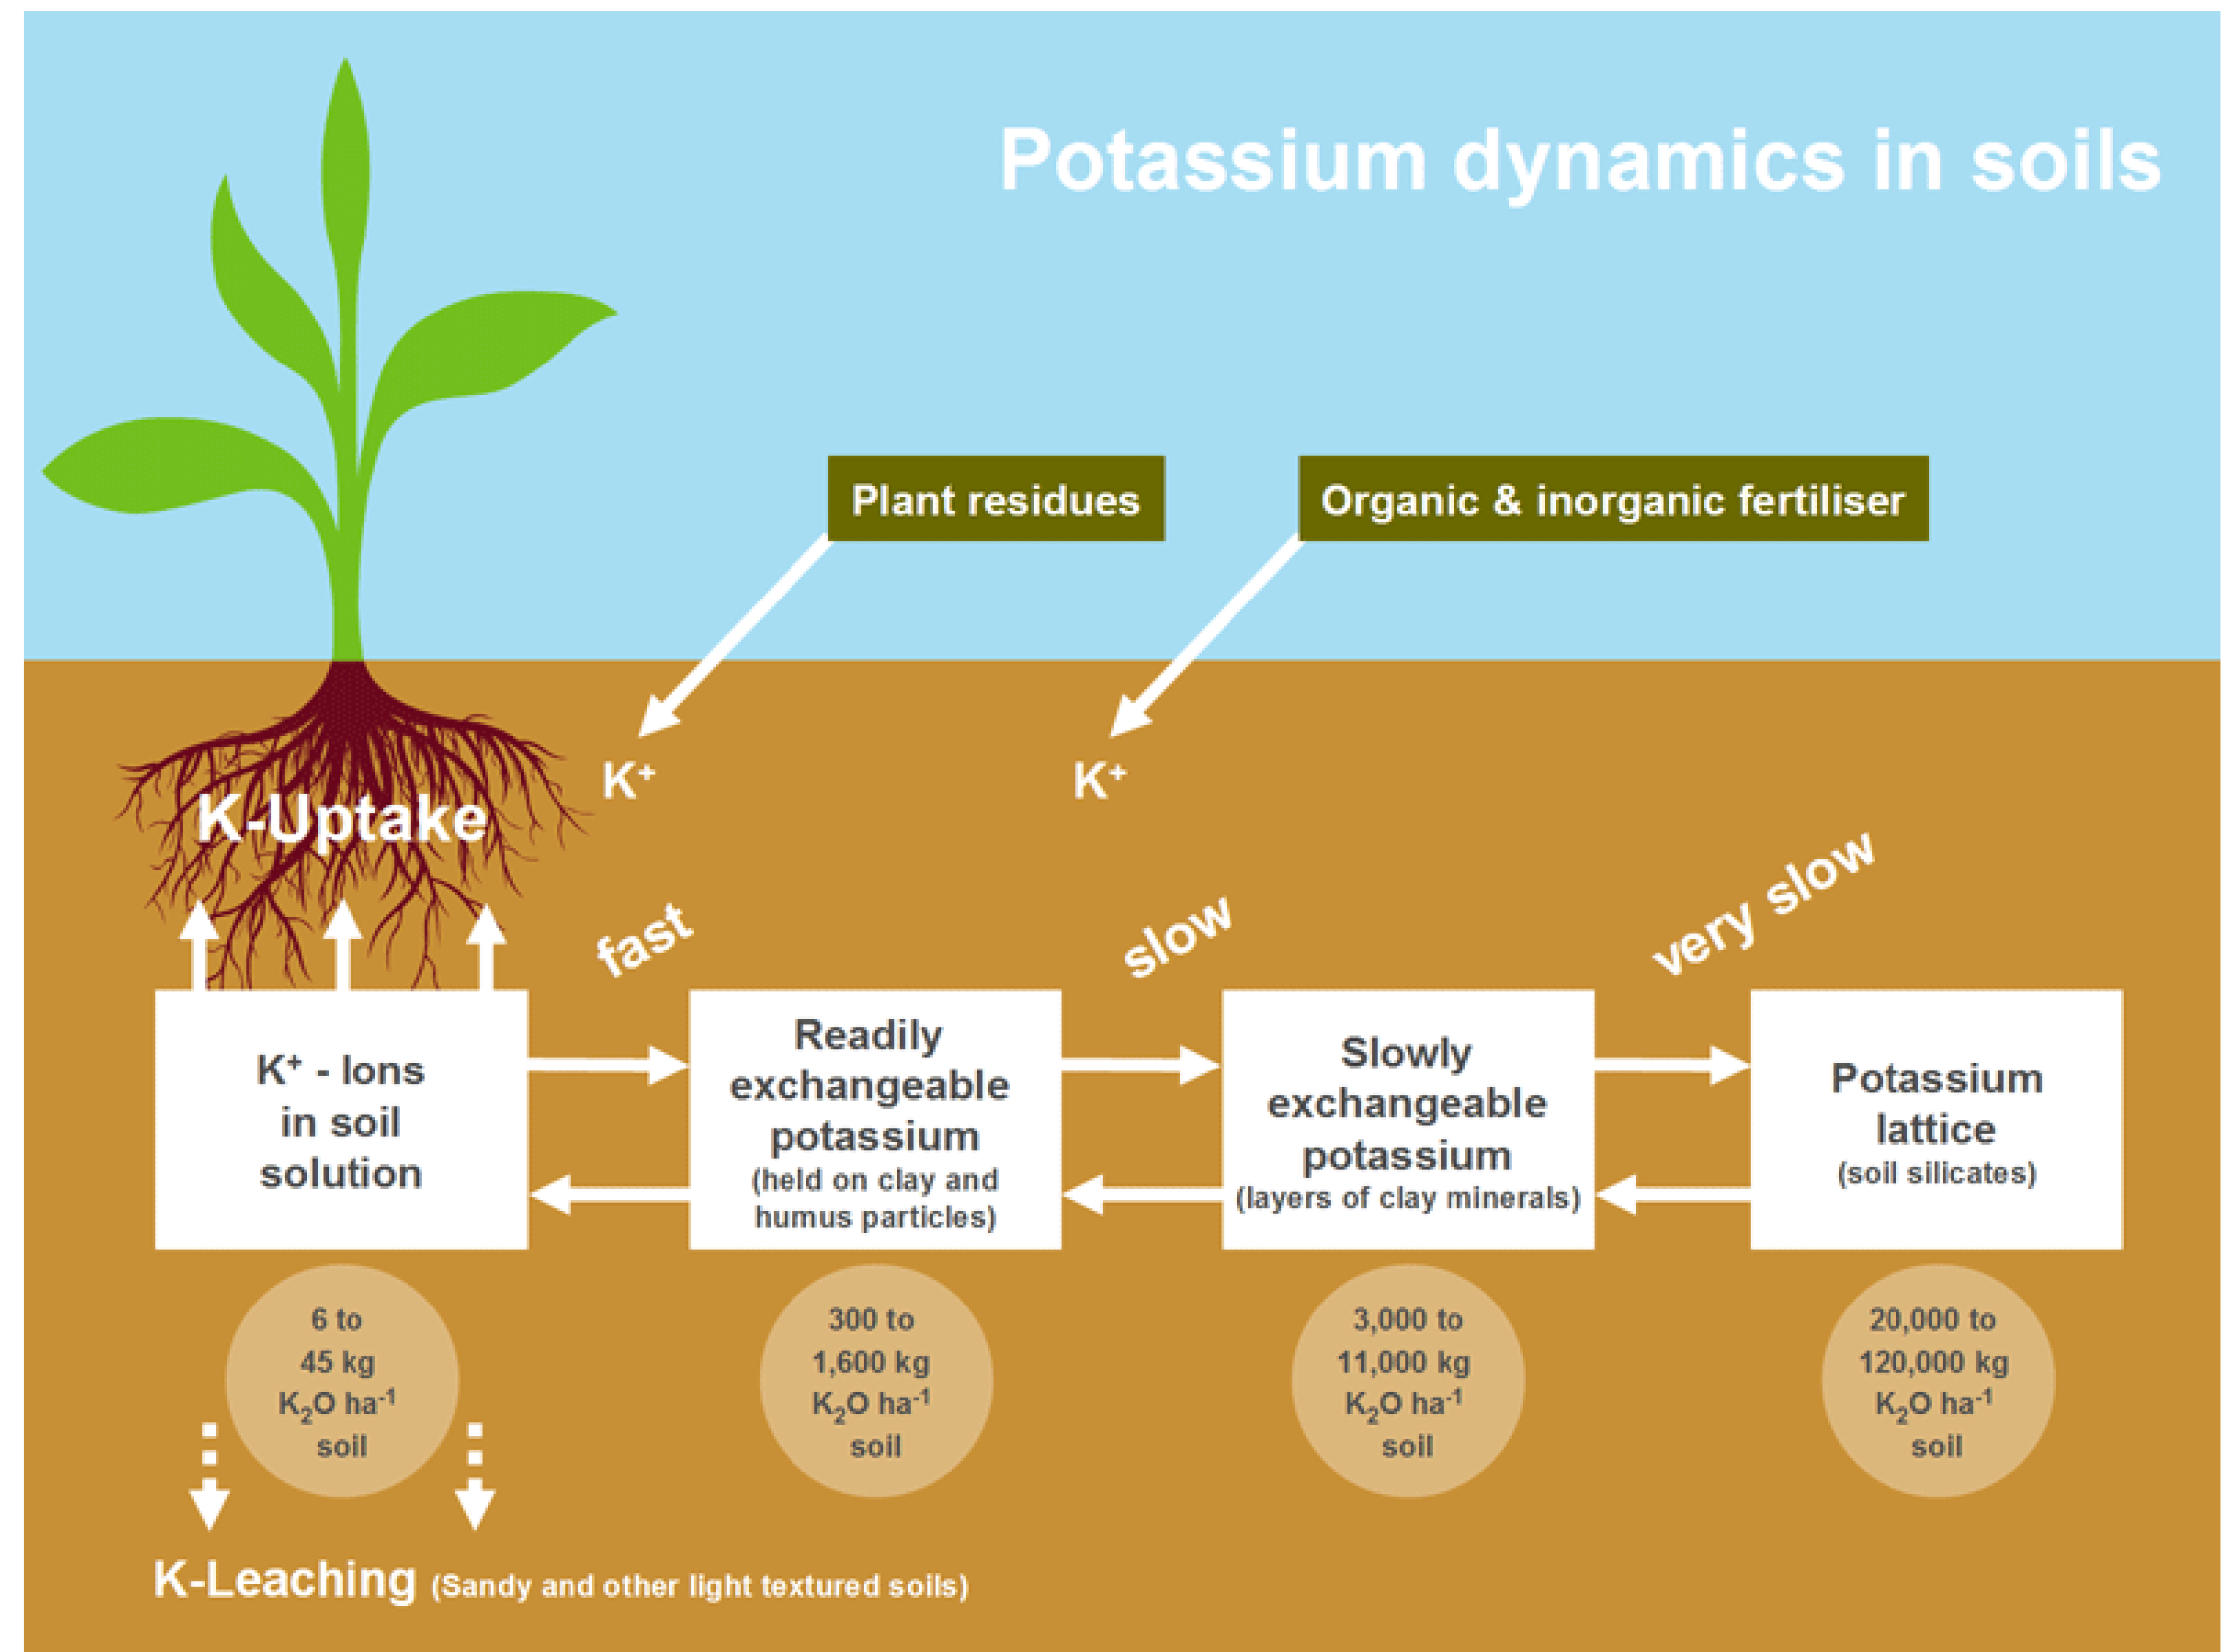 Potassium dynamics in soils
Plant residues
Organic & inorganic fertiliser
K⁺
K⁺
K-Uptake
fast
slow
very slow
K⁺ - Ions
in soil
solution
Readily
exchangeable
potassium
(held on clay and
humus particles)
Slowly
exchangeable
potassium
(layers of clay minerals)
Potassium
lattice
(soil silicates)
6 to
45 kg
K₂O ha⁻¹
soil
300 to
1,600 kg
K₂O ha⁻¹
soil
3,000 to
11,000 kg
K₂O ha⁻¹
soil
20,000 to
120,000 kg
K₂O ha⁻¹
soil
K-Leaching (Sandy and other light textured soils)